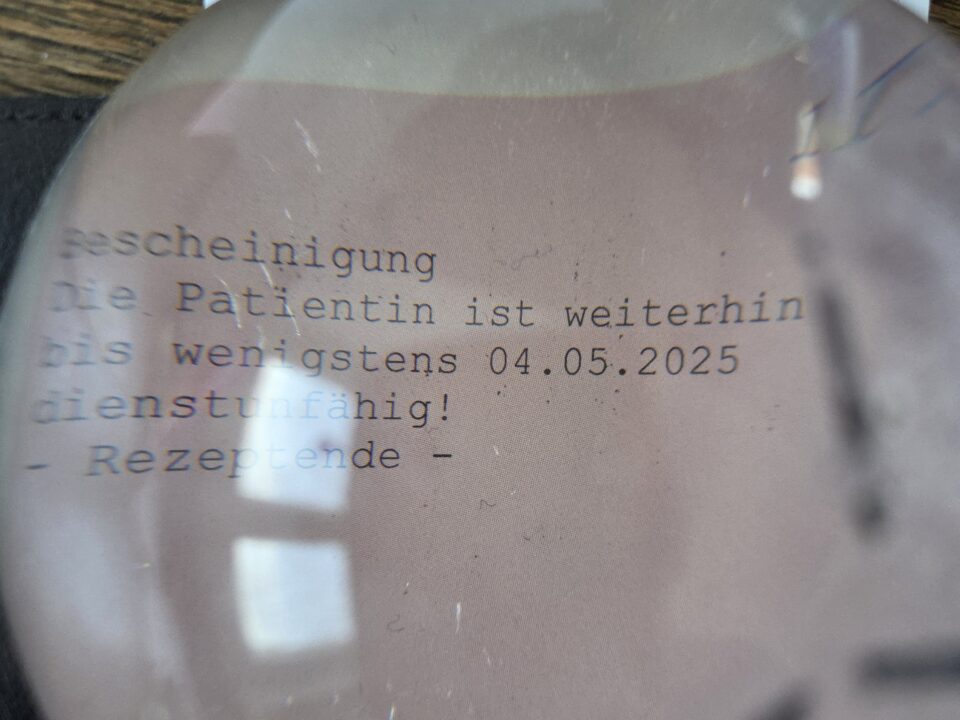 Bescheinigung
Die Patientin ist weiterhin
bis wenigstens 04.05.2025
dienstunfähig!
- Rezeptende -